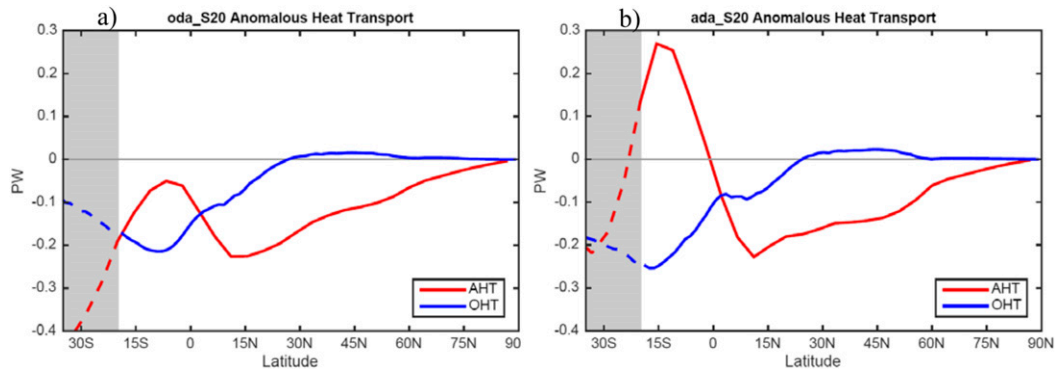 a)
oda_S20 Anomalous Heat Transport
0.3
0.2
0.1
0
-0.1
-0.2
-0.3
-0.4
PW
30S 15S 0 15N 30N 45N 60N 75N 90
Latitude
AHT
OHT
b)
ada_S20 Anomalous Heat Transport
0.3
0.2
0.1
0
-0.1
-0.2
-0.3
-0.4
PW
30S 15S 0 15N 30N 45N 60N 75N 90N
Latitude
AHT
OHT